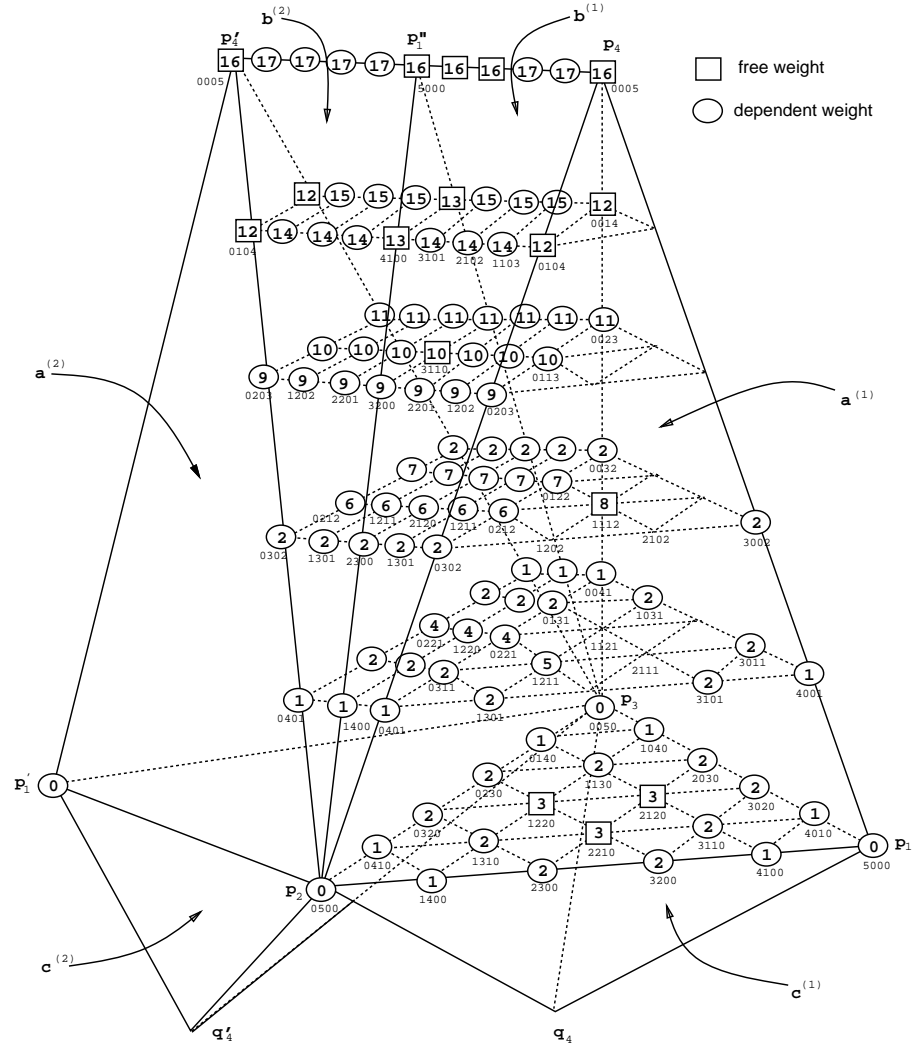 b(2) b(1)
p4′ p1″ p4
16 17 17 17 17 16 16 16 17 17 16
0005 5000 0005
free weight
dependent weight
12 15 15 15 13 15 15 15 12
0014
12 14 14 14 13 14 14 14 12
0104 4100 3101 2102 1103 0104
11 11 11 11 11 11 11
0023
10 10 10 10 10 10 10
3110 0113
9 9 9 9 9 9 9
0203 1202 2201 3200 2201 1202 0203
a(2) a(1)
2 2 2 2 2
0032
7 7 7 7 7
0122
6 6 6 6 6 8
0212 1211 2120 1211 0212 1112
2 2 2 2 2 2
0302 1301 2300 1301 0302 1202 2102 3002
1 1 1
0041
2 2 2 2
0131 1031
4 4 4
0221 1220 0221 1121
2 2 2 5 2
0311 1211 2111 3011
1 1 1 2 2 1
0401 1400 0401 1301 3101 4001
p3
0
0050
1 1
0140 1040
p1′ 0
2 2 2
0230 1130 2030
2 3 3 2
0320 1220 2120 3020
1 2 3 2 1
0410 1310 2210 3110 4010
p2 0 1 2 2 1 0 p1
0500 1400 2300 3200 4100 5000
c(2) c(1)
q4′ q4